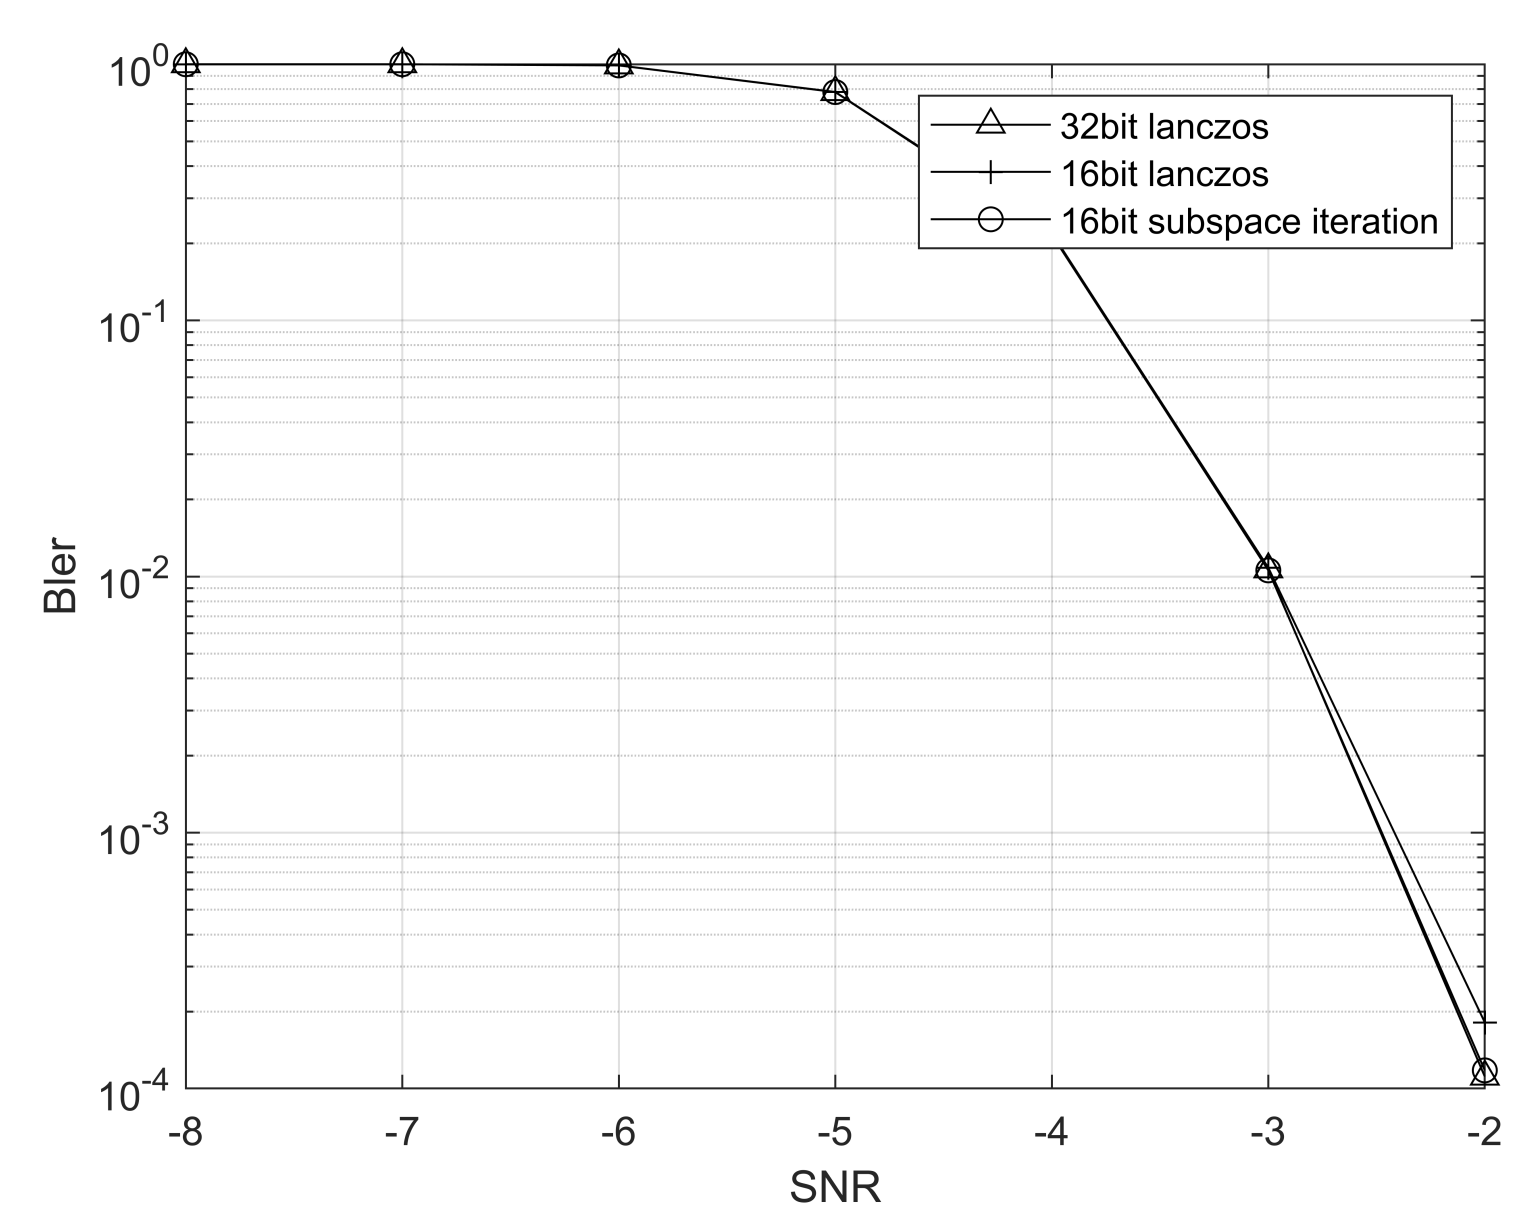 10^0
10^-1
10^-2
10^-3
10^-4
Bler
-8 -7 -6 -5 -4 -3 -2
SNR
32bit lanczos
16bit lanczos
16bit subspace iteration